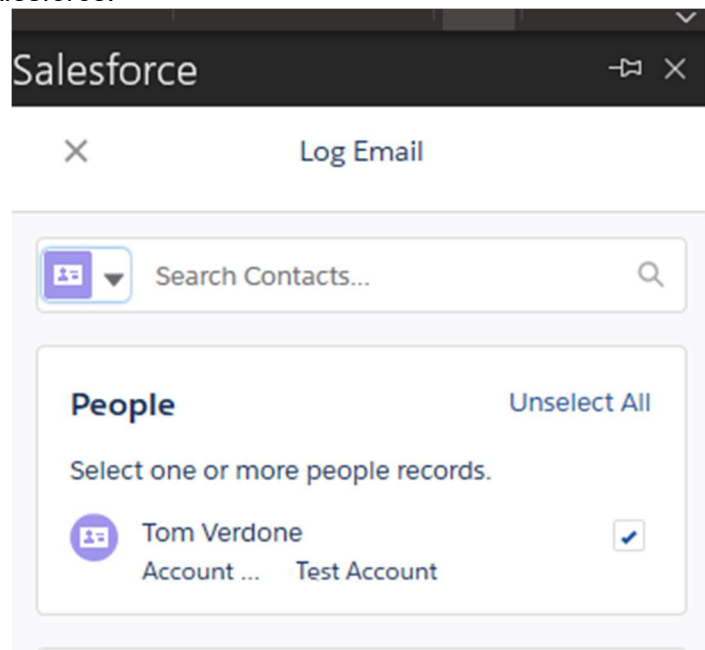 Salesforce
Log Email
Search Contacts...
People
Unselect All
Select one or more people records.
Tom Verdone
Account ... Test Account